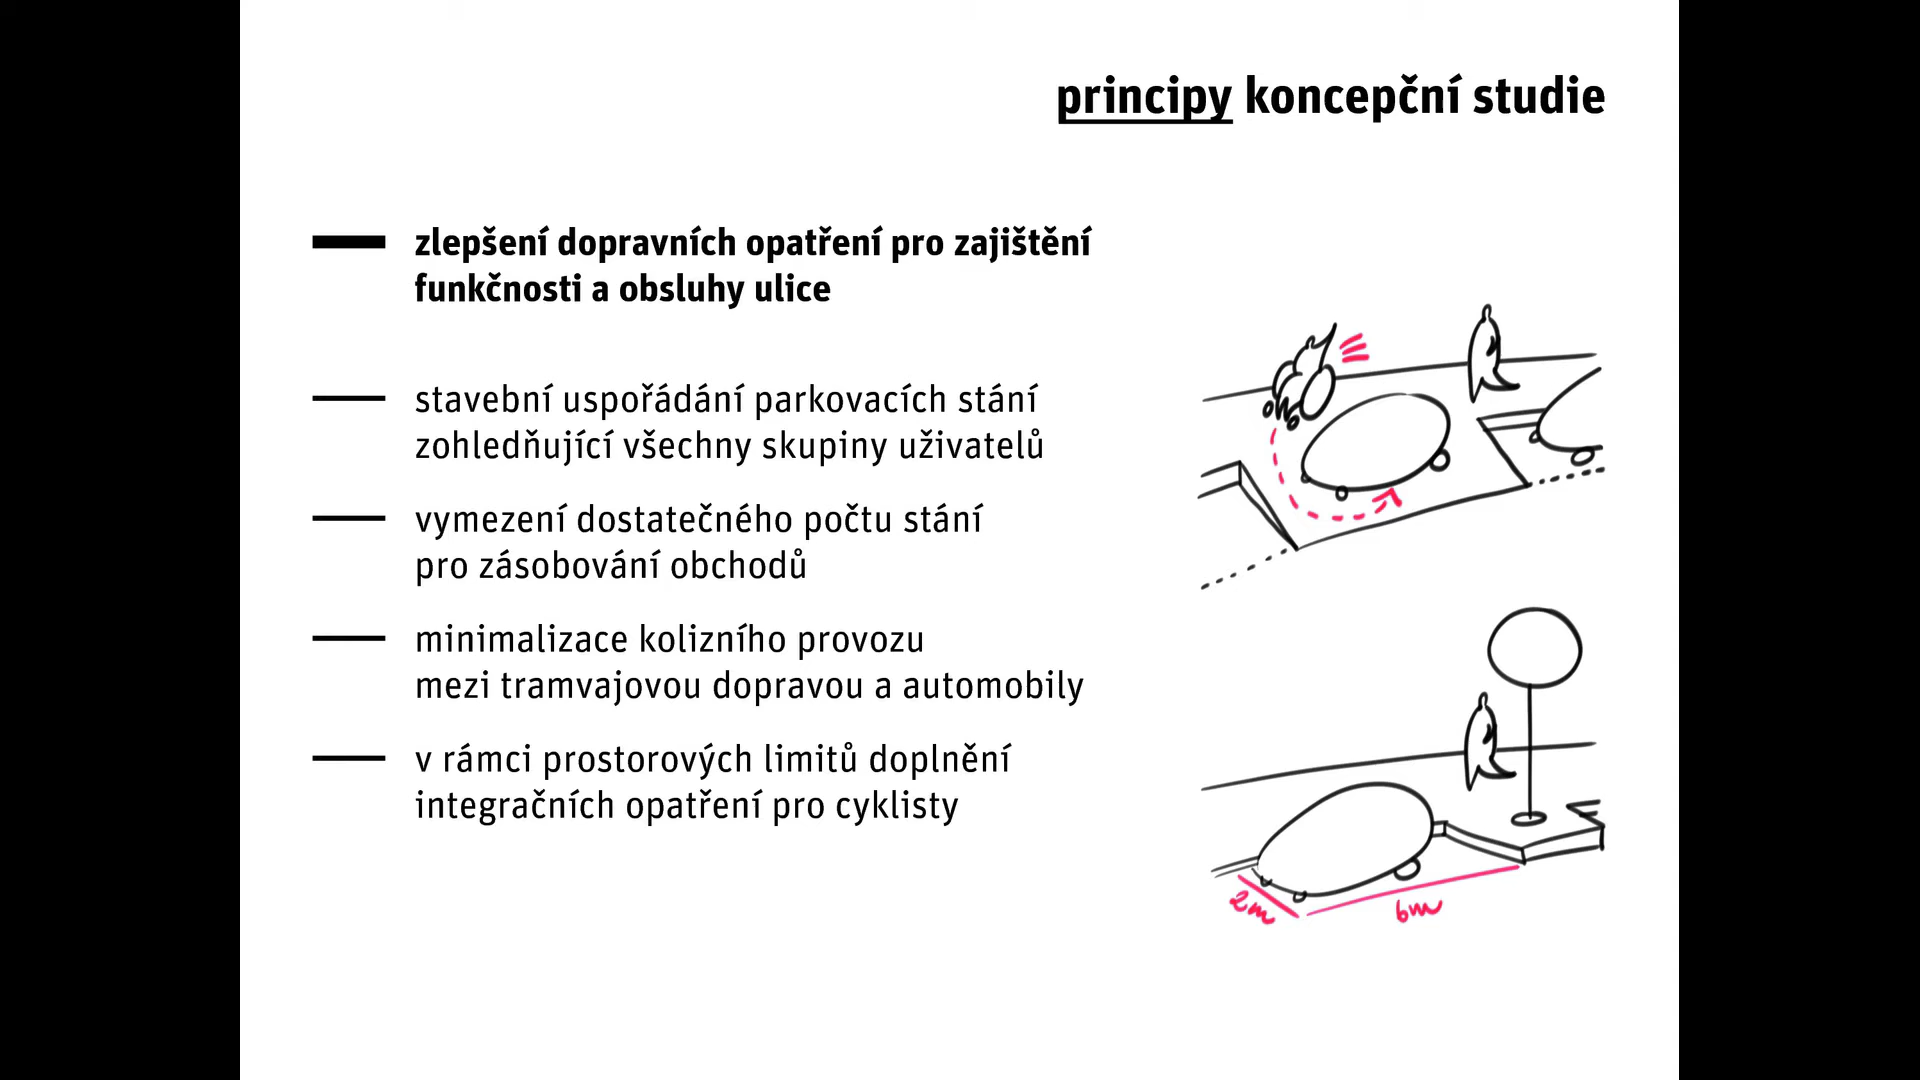 principy koncepční studie
zlepšení dopravních opatření pro zajištění
funkčnosti a obsluhy ulice
stavební uspořádání parkovacích stání
zohledňující všechny skupiny uživatelů
vymezení dostatečného počtu stání
pro zásobování obchodů
minimalizace kolizního provozu
mezi tramvajovou dopravou a automobily
v rámci prostorových limitů doplnění
integračních opatření pro cyklisty
2m
6m